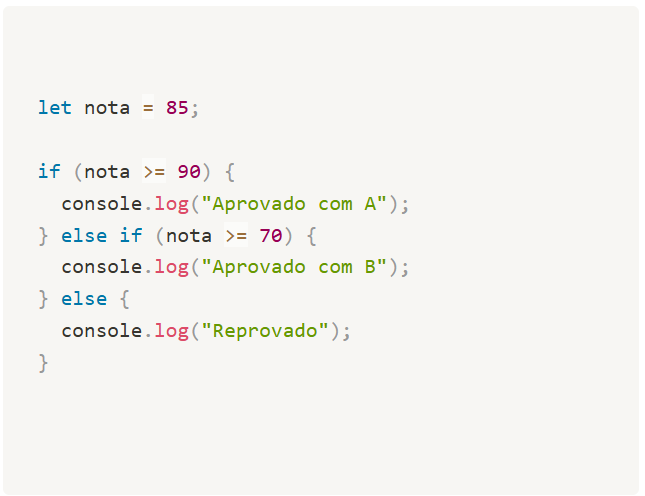 let nota = 85;
if (nota >= 90) {
console.log("Aprovado com A");
} else if (nota >= 70) {
console.log("Aprovado com B");
} else {
console.log("Reprovado");
}